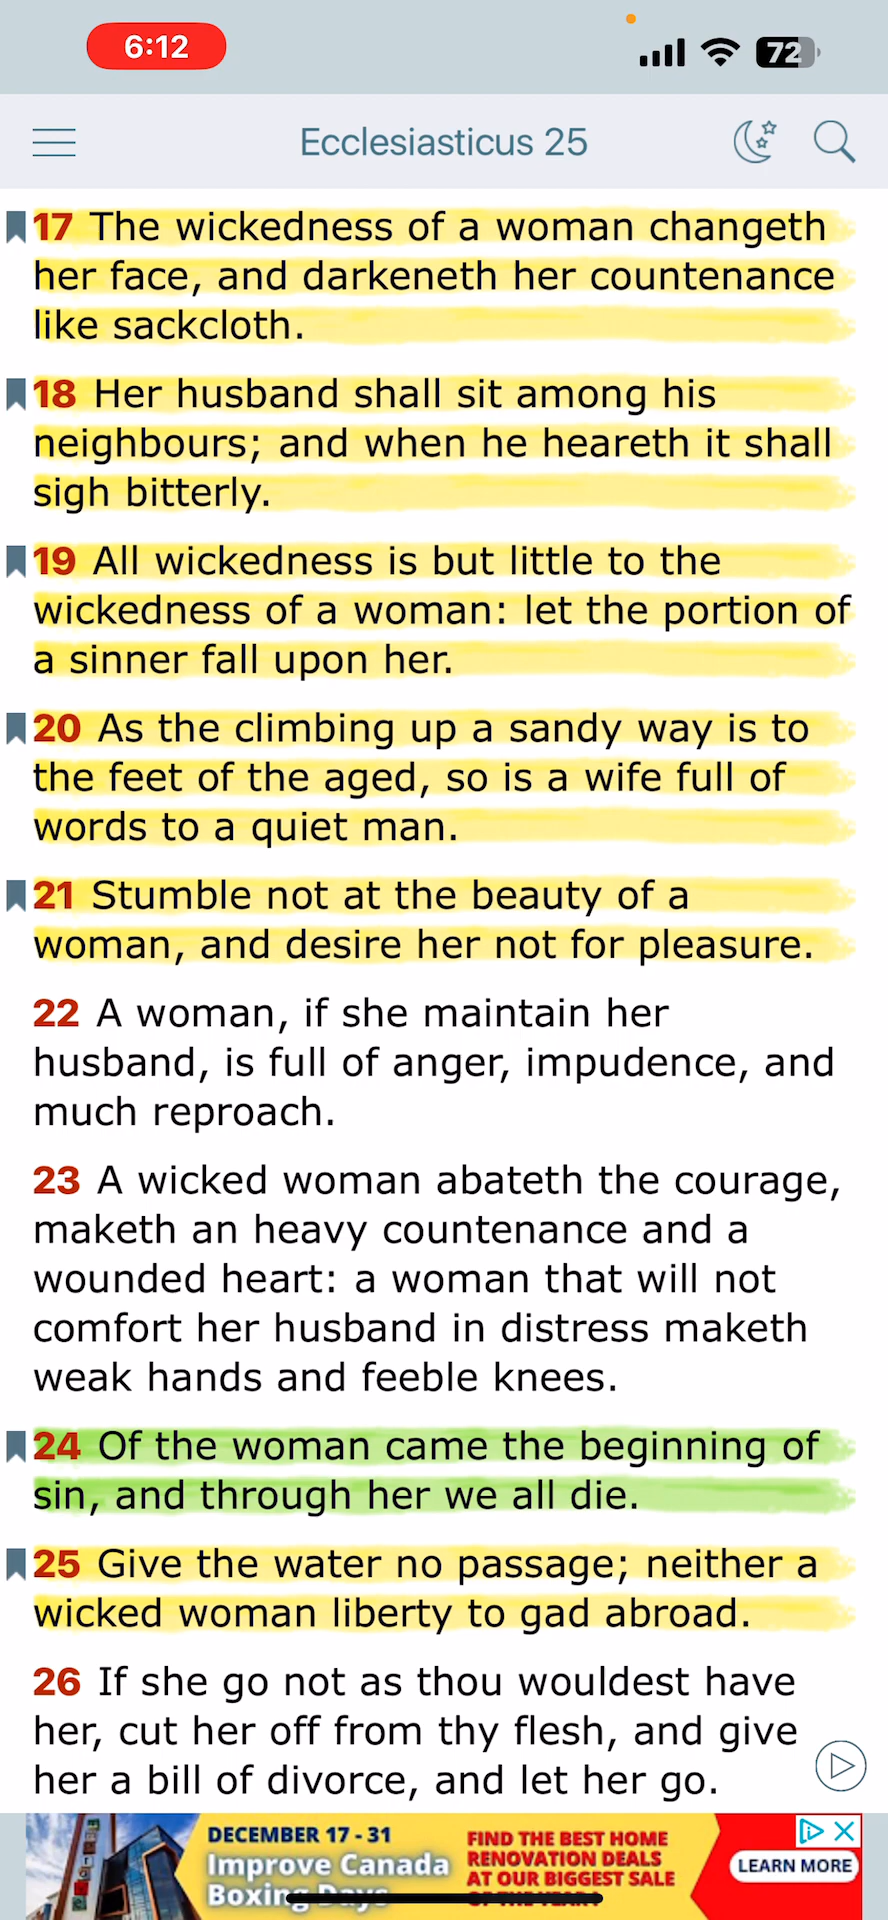 6:12
72
Ecclesiasticus 25
17 The wickedness of a woman changeth
her face, and darkeneth her countenance
like sackcloth.
18 Her husband shall sit among his
neighbours; and when he heareth it shall
sigh bitterly.
19 All wickedness is but little to the
wickedness of a woman: let the portion of
a sinner fall upon her.
20 As the climbing up a sandy way is to
the feet of the aged, so is a wife full of
words to a quiet man.
21 Stumble not at the beauty of a
woman, and desire her not for pleasure.
22 A woman, if she maintain her
husband, is full of anger, impudence, and
much reproach.
23 A wicked woman abateth the courage,
maketh an heavy countenance and a
wounded heart: a woman that will not
comfort her husband in distress maketh
weak hands and feeble knees.
24 Of the woman came the beginning of
sin, and through her we all die.
25 Give the water no passage; neither a
wicked woman liberty to gad abroad.
26 If she go not as thou wouldest have
her, cut her off from thy flesh, and give
her a bill of divorce, and let her go.
DECEMBER 17 - 31
Improve Canada
Boxing Days
FIND THE BEST HOME
RENOVATION DEALS
AT OUR BIGGEST SALE
OF THE YEAR!
LEARN MORE